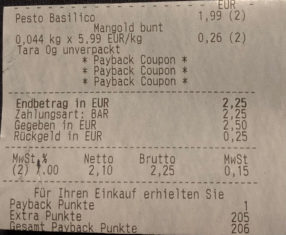 EUR
Pesto Basilico 1,99 (2)
Mangold bunt
0,044 kg x 5.99 EUR/kg 0,26 (2)
Tara 0g unverpackt
* Payback Coupon *
* Payback Coupon *
* Payback Coupon *
Endbetrag in EUR 2,25
Zahlungsart: BAR 2,25
Gegeben in EUR 2,50
Rückgeld in EUR 0,25
MwSt % Netto Brutto MwSt
(2) 7.00 2,10 2,25 0,15
Für Ihren Einkauf erhielten Sie
Payback Punkte 1
Extra Punkte 205
Gesamt Payback Punkte 206